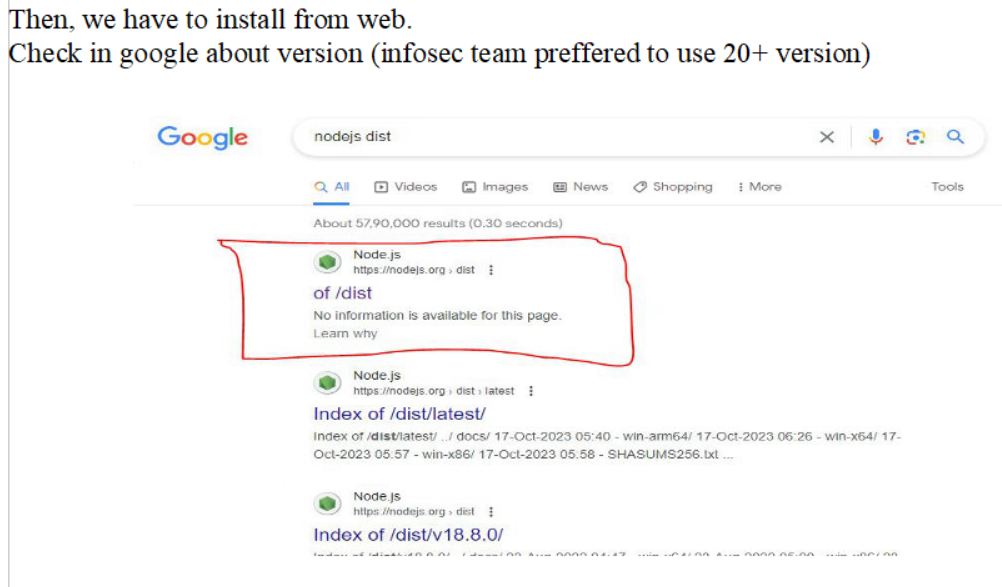 Then, we have to install from web.
Check in google about version (infosec team preffered to use 20+ version)
Google
nodejs dist
All Videos Images News Shopping More Tools
About 57,90,000 results (0.30 seconds)
Node.js
https://nodejs.org › dist
of /dist
No information is available for this page.
Learn why
Node.js
https://nodejs.org › dist › latest
Index of /dist/latest/
Index of /dist/latest/ ../ docs/ 17-Oct-2023 05:40 - win-arm64/ 17-Oct-2023 06:26 - win-x64/ 17-
Oct-2023 05:57 - win-x86/ 17-Oct-2023 05:58 - SHASUMS256.txt ...
Node.js
https://nodejs.org › dist
Index of /dist/v18.8.0/